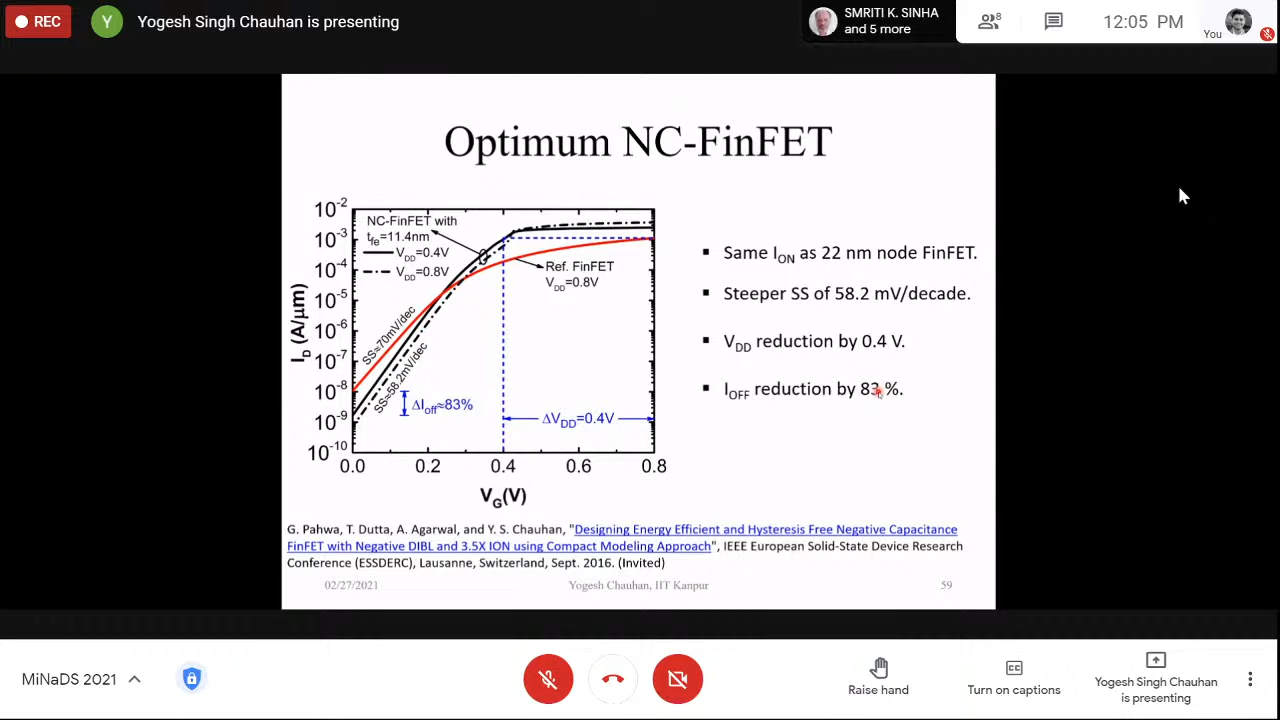 REC
Y
Yogesh Singh Chauhan is presenting
SMRITI K. SINHA
and 5 more
8
12:05 PM
You
Optimum NC-FinFET
10⁻²
10⁻³
10⁻⁴
10⁻⁵
10⁻⁶
10⁻⁷
10⁻⁸
10⁻⁹
10⁻¹⁰
I_D (A/μm)
NC-FinFET with
t_fe=11.4nm
V_DD=0.4V
V_DD=0.8V
Ref. FinFET
V_DD=0.8V
SS≈70mV/dec
SS≈58.2mV/dec
ΔI_off≈83%
ΔV_DD=0.4V
0.0 0.2 0.4 0.6 0.8
V_G(V)
▪ Same I_ON as 22 nm node FinFET.
▪ Steeper SS of 58.2 mV/decade.
▪ V_DD reduction by 0.4 V.
▪ I_OFF reduction by 83 %.
G. Pahwa, T. Dutta, A. Agarwal, and Y. S. Chauhan, "Designing Energy Efficient and Hysteresis Free Negative Capacitance
FinFET with Negative DIBL and 3.5X ION using Compact Modeling Approach", IEEE European Solid-State Device Research
Conference (ESSDERC), Lausanne, Switzerland, Sept. 2016. (Invited)
02/27/2021 Yogesh Chauhan, IIT Kanpur 59
MiNaDS 2021
Raise hand
CC
Turn on captions
Yogesh Singh Chauhan
is presenting